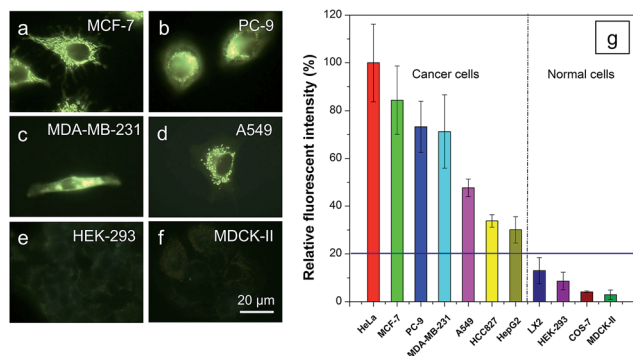 a MCF-7
b PC-9
c MDA-MB-231
d A549
e HEK-293
f MDCK-II
20 µm
g
Cancer cells
Normal cells
Relative fluorescent intensity (%)
120
100
80
60
40
20
0
HeLa
MCF-7
PC-9
MDA-MB-231
A549
HCC827
HepG2
LX2
HEK-293
COS-7
MDCK-II